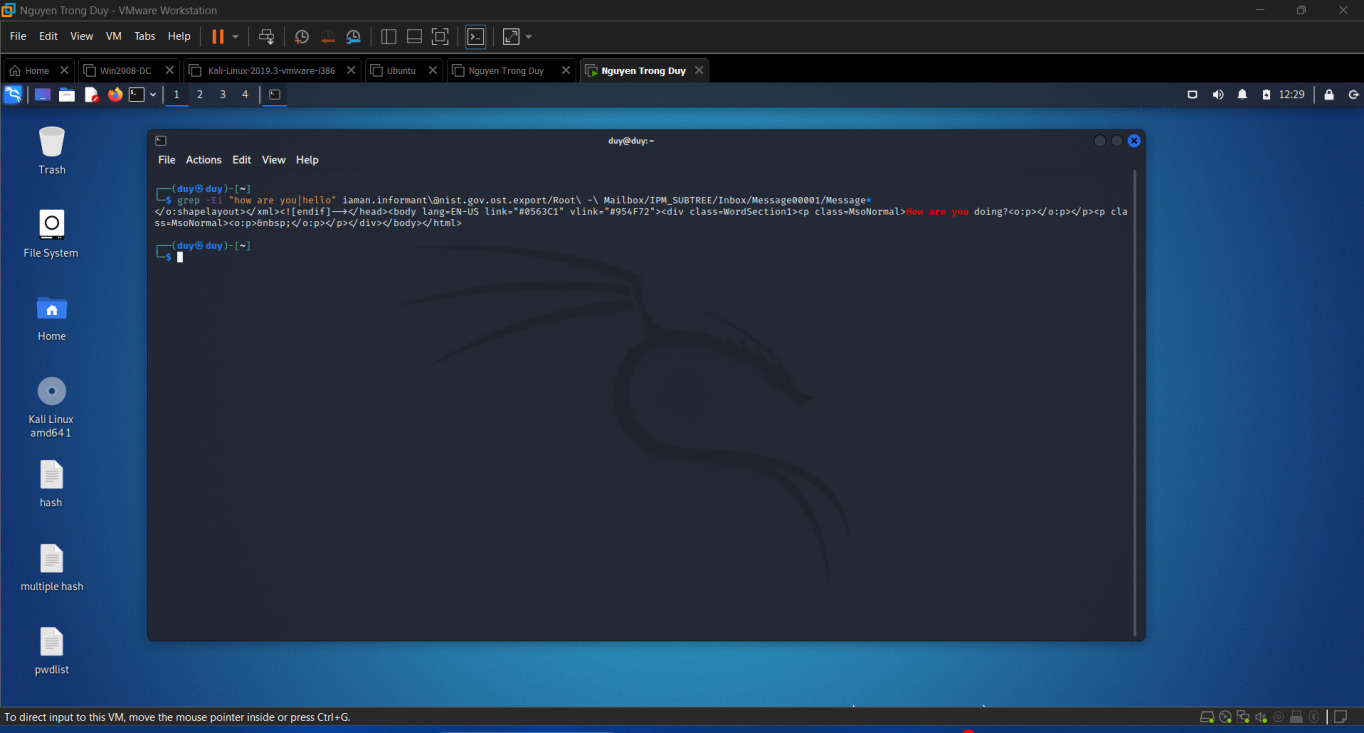 Nguyen Trong Duy - VMware Workstation
File Edit View VM Tabs Help
Home Win2008-DC Kali-Linux-2019.3-vmware-i386 Ubuntu Nguyen Trong Duy Nguyen Trong Duy
1 2 3 4 12:29
duy@duy: ~
File Actions Edit View Help
┌──(duy㉿duy)-[~]
└─$ grep -Ei "how are you|hello" iaman.informant\@nist.gov.ost.export/Root\ -\ Mailbox/IPM_SUBTREE/Inbox/Message00001/Message*
</o:shapelayout></xml><![endif]--></head><body lang=EN-US link="#0563C1" vlink="#954F72"><div class=WordSection1><p class=MsoNormal>How are you doing?<o:p></o:p></p><p cla
ss=MsoNormal><o:p>&nbsp;</o:p></p></div></body></html>
┌──(duy㉿duy)-[~]
└─$
Trash
File System
Home
Kali Linux
amd64 1
hash
multiple hash
pwdlist
To direct input to this VM, move the mouse pointer inside or press Ctrl+G.